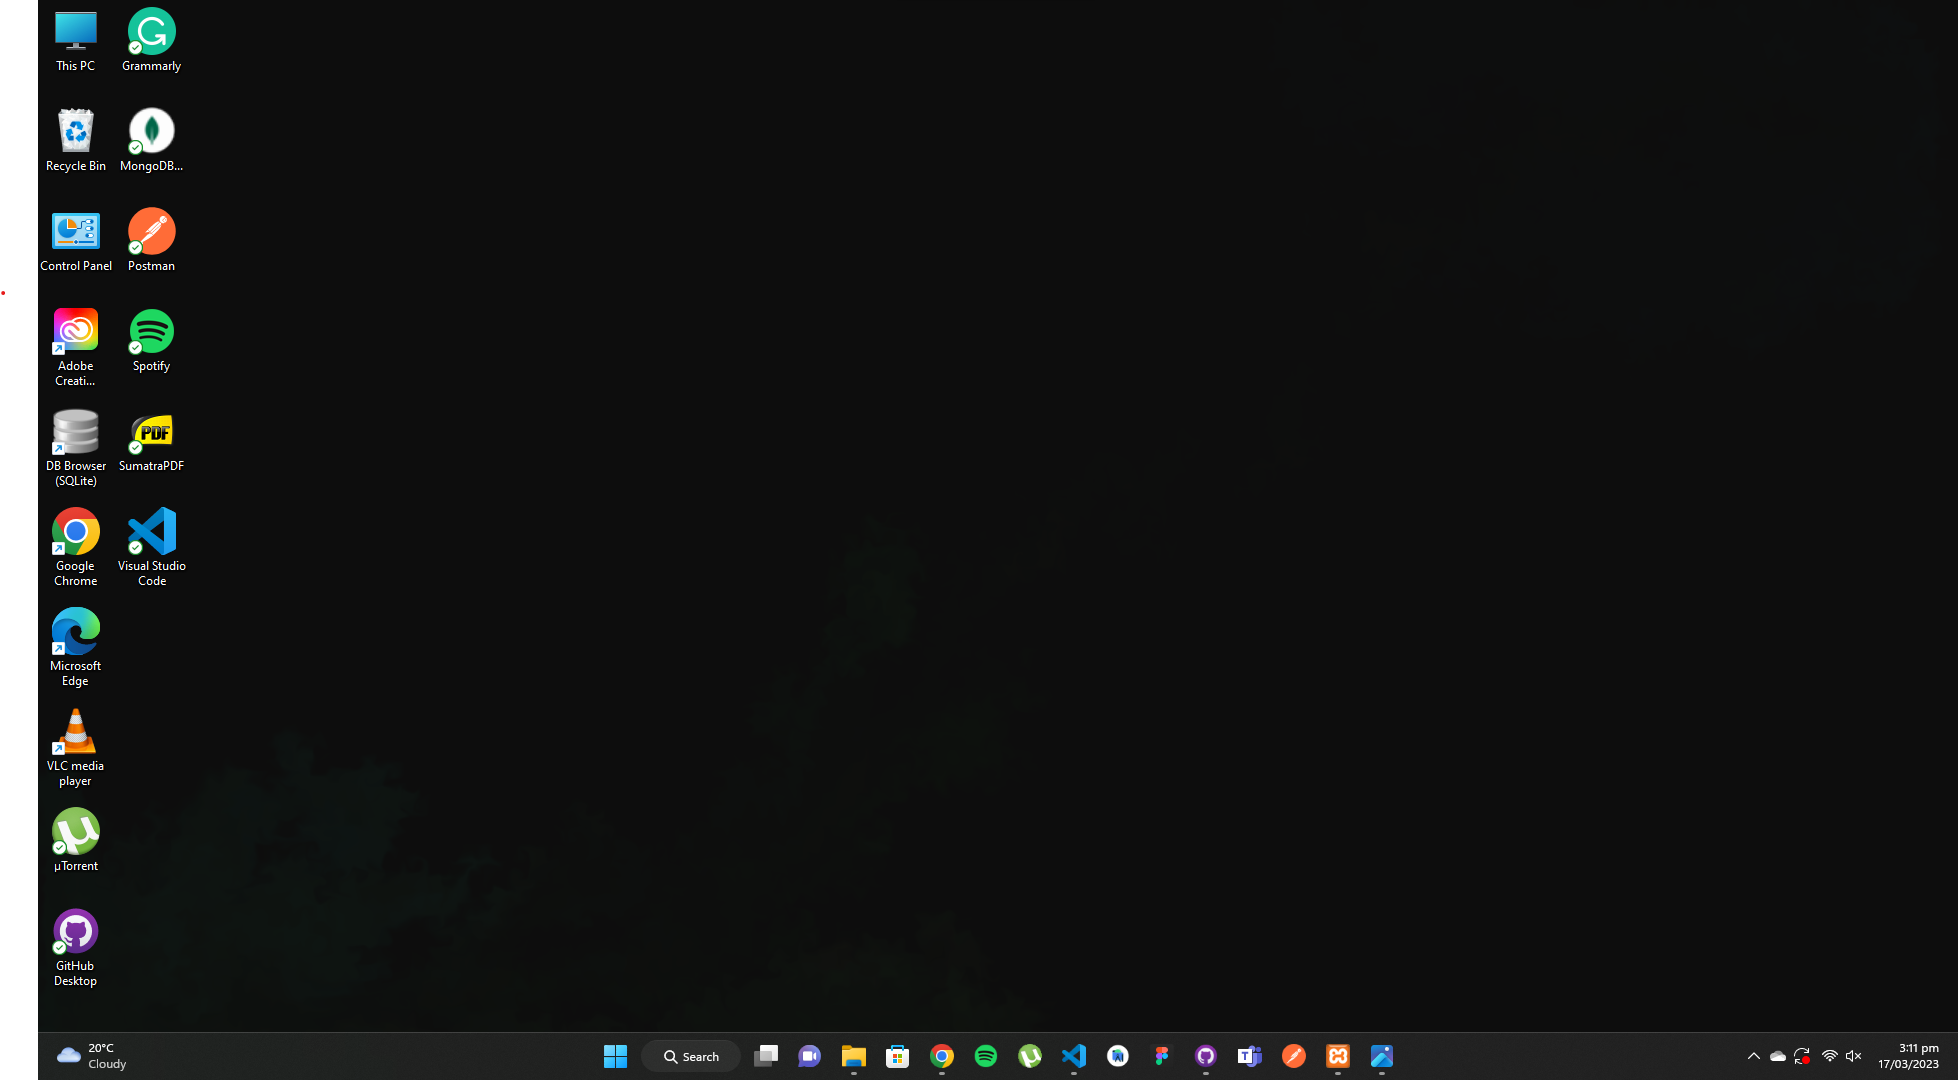 This PC
Grammarly
Recycle Bin
MongoDB...
Control Panel
Postman
Adobe
Creati...
Spotify
DB Browser
(SQLite)
PDF
SumatraPDF
Google
Chrome
Visual Studio
Code
Microsoft
Edge
VLC media
player
µTorrent
GitHub
Desktop
20°C
Cloudy
Search
3:11 pm
17/03/2023